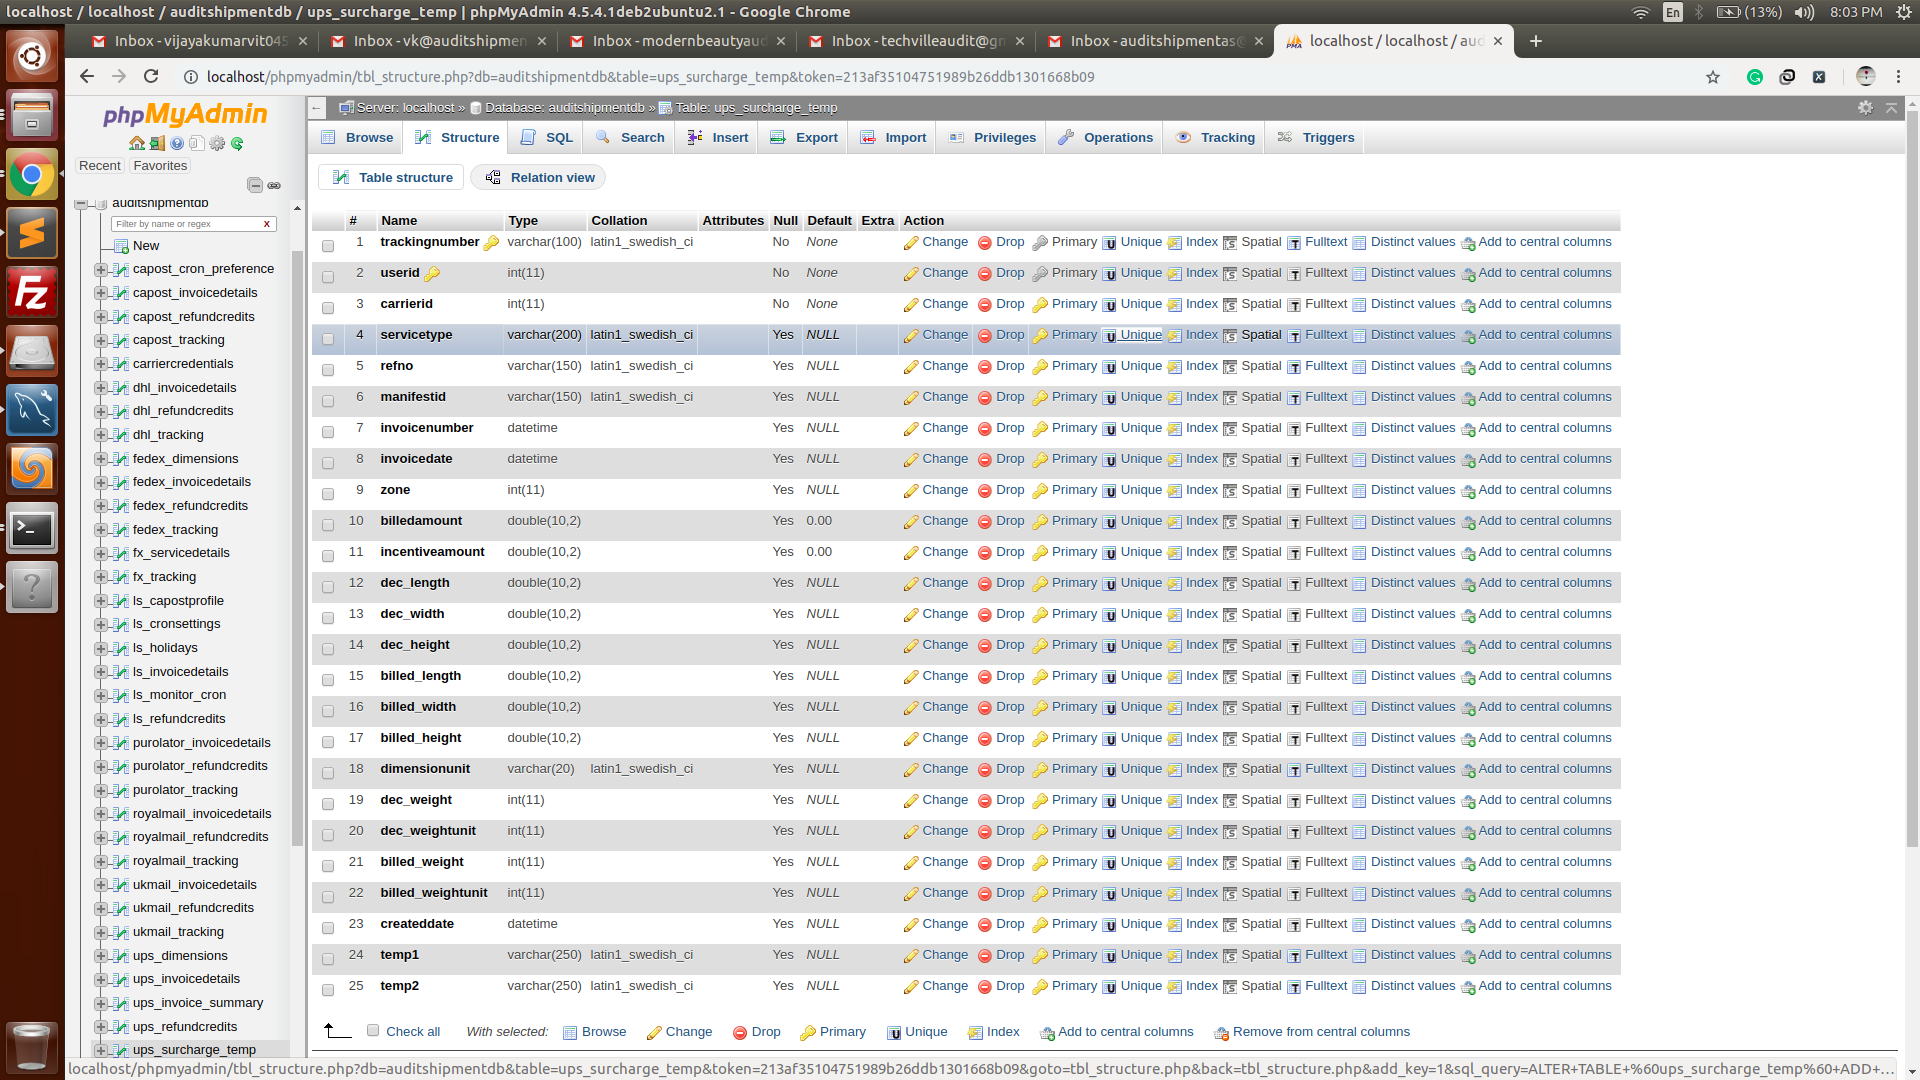 localhost / localhost / auditshipmentdb / ups_surcharge_temp | phpMyAdmin 4.5.4.1deb2ubuntu2.1 - Google Chrome
En (13%) 8:03 PM
Inbox - vijayakumarvit045
Inbox - vk@auditshipmen
Inbox - modernbeautyaud
Inbox - techvilleaudit@gm
Inbox - auditshipmentas@
localhost / localhost / aud
localhost/phpmyadmin/tbl_structure.php?db=auditshipmentdb&table=ups_surcharge_temp&token=213af35104751989b26ddb1301668b09
phpMyAdmin
Recent Favorites
auditshipmentdb
Filter by name or regex X
New
capost_cron_preference
capost_invoicedetails
capost_refundcredits
capost_tracking
carriercredentials
dhl_invoicedetails
dhl_refundcredits
dhl_tracking
fedex_dimensions
fedex_invoicedetails
fedex_refundcredits
fedex_tracking
fx_servicedetails
fx_tracking
ls_capostprofile
ls_cronsettings
ls_holidays
ls_invoicedetails
ls_monitor_cron
ls_refundcredits
purolator_invoicedetails
purolator_refundcredits
purolator_tracking
royalmail_invoicedetails
royalmail_refundcredits
royalmail_tracking
ukmail_invoicedetails
ukmail_refundcredits
ukmail_tracking
ups_dimensions
ups_invoicedetails
ups_invoice_summary
ups_refundcredits
ups_surcharge_temp
Server: localhost » Database: auditshipmentdb » Table: ups_surcharge_temp
Browse Structure SQL Search Insert Export Import Privileges Operations Tracking Triggers
Table structure Relation view
# Name Type Collation Attributes Null Default Extra Action
1 trackingnumber varchar(100) latin1_swedish_ci No None Change Drop Primary Unique Index Spatial Fulltext Distinct values Add to central columns
2 userid int(11) No None Change Drop Primary Unique Index Spatial Fulltext Distinct values Add to central columns
3 carrierid int(11) No None Change Drop Primary Unique Index Spatial Fulltext Distinct values Add to central columns
4 servicetype varchar(200) latin1_swedish_ci Yes NULL Change Drop Primary Unique Index Spatial Fulltext Distinct values Add to central columns
5 refno varchar(150) latin1_swedish_ci Yes NULL Change Drop Primary Unique Index Spatial Fulltext Distinct values Add to central columns
6 manifestid varchar(150) latin1_swedish_ci Yes NULL Change Drop Primary Unique Index Spatial Fulltext Distinct values Add to central columns
7 invoicenumber datetime Yes NULL Change Drop Primary Unique Index Spatial Fulltext Distinct values Add to central columns
8 invoicedate datetime Yes NULL Change Drop Primary Unique Index Spatial Fulltext Distinct values Add to central columns
9 zone int(11) Yes NULL Change Drop Primary Unique Index Spatial Fulltext Distinct values Add to central columns
10 billedamount double(10,2) Yes 0.00 Change Drop Primary Unique Index Spatial Fulltext Distinct values Add to central columns
11 incentiveamount double(10,2) Yes 0.00 Change Drop Primary Unique Index Spatial Fulltext Distinct values Add to central columns
12 dec_length double(10,2) Yes NULL Change Drop Primary Unique Index Spatial Fulltext Distinct values Add to central columns
13 dec_width double(10,2) Yes NULL Change Drop Primary Unique Index Spatial Fulltext Distinct values Add to central columns
14 dec_height double(10,2) Yes NULL Change Drop Primary Unique Index Spatial Fulltext Distinct values Add to central columns
15 billed_length double(10,2) Yes NULL Change Drop Primary Unique Index Spatial Fulltext Distinct values Add to central columns
16 billed_width double(10,2) Yes NULL Change Drop Primary Unique Index Spatial Fulltext Distinct values Add to central columns
17 billed_height double(10,2) Yes NULL Change Drop Primary Unique Index Spatial Fulltext Distinct values Add to central columns
18 dimensionunit varchar(20) latin1_swedish_ci Yes NULL Change Drop Primary Unique Index Spatial Fulltext Distinct values Add to central columns
19 dec_weight int(11) Yes NULL Change Drop Primary Unique Index Spatial Fulltext Distinct values Add to central columns
20 dec_weightunit int(11) Yes NULL Change Drop Primary Unique Index Spatial Fulltext Distinct values Add to central columns
21 billed_weight int(11) Yes NULL Change Drop Primary Unique Index Spatial Fulltext Distinct values Add to central columns
22 billed_weightunit int(11) Yes NULL Change Drop Primary Unique Index Spatial Fulltext Distinct values Add to central columns
23 createddate datetime Yes NULL Change Drop Primary Unique Index Spatial Fulltext Distinct values Add to central columns
24 temp1 varchar(250) latin1_swedish_ci Yes NULL Change Drop Primary Unique Index Spatial Fulltext Distinct values Add to central columns
25 temp2 varchar(250) latin1_swedish_ci Yes NULL Change Drop Primary Unique Index Spatial Fulltext Distinct values Add to central columns
Check all With selected: Browse Change Drop Primary Unique Index Add to central columns Remove from central columns
localhost/phpmyadmin/tbl_structure.php?db=auditshipmentdb&table=ups_surcharge_temp&token=213af35104751989b26ddb1301668b09&goto=tbl_structure.php&back=tbl_structure.php&add_key=1&sql_query=ALTER+TABLE+%60ups_surcharge_temp%60+ADD+...